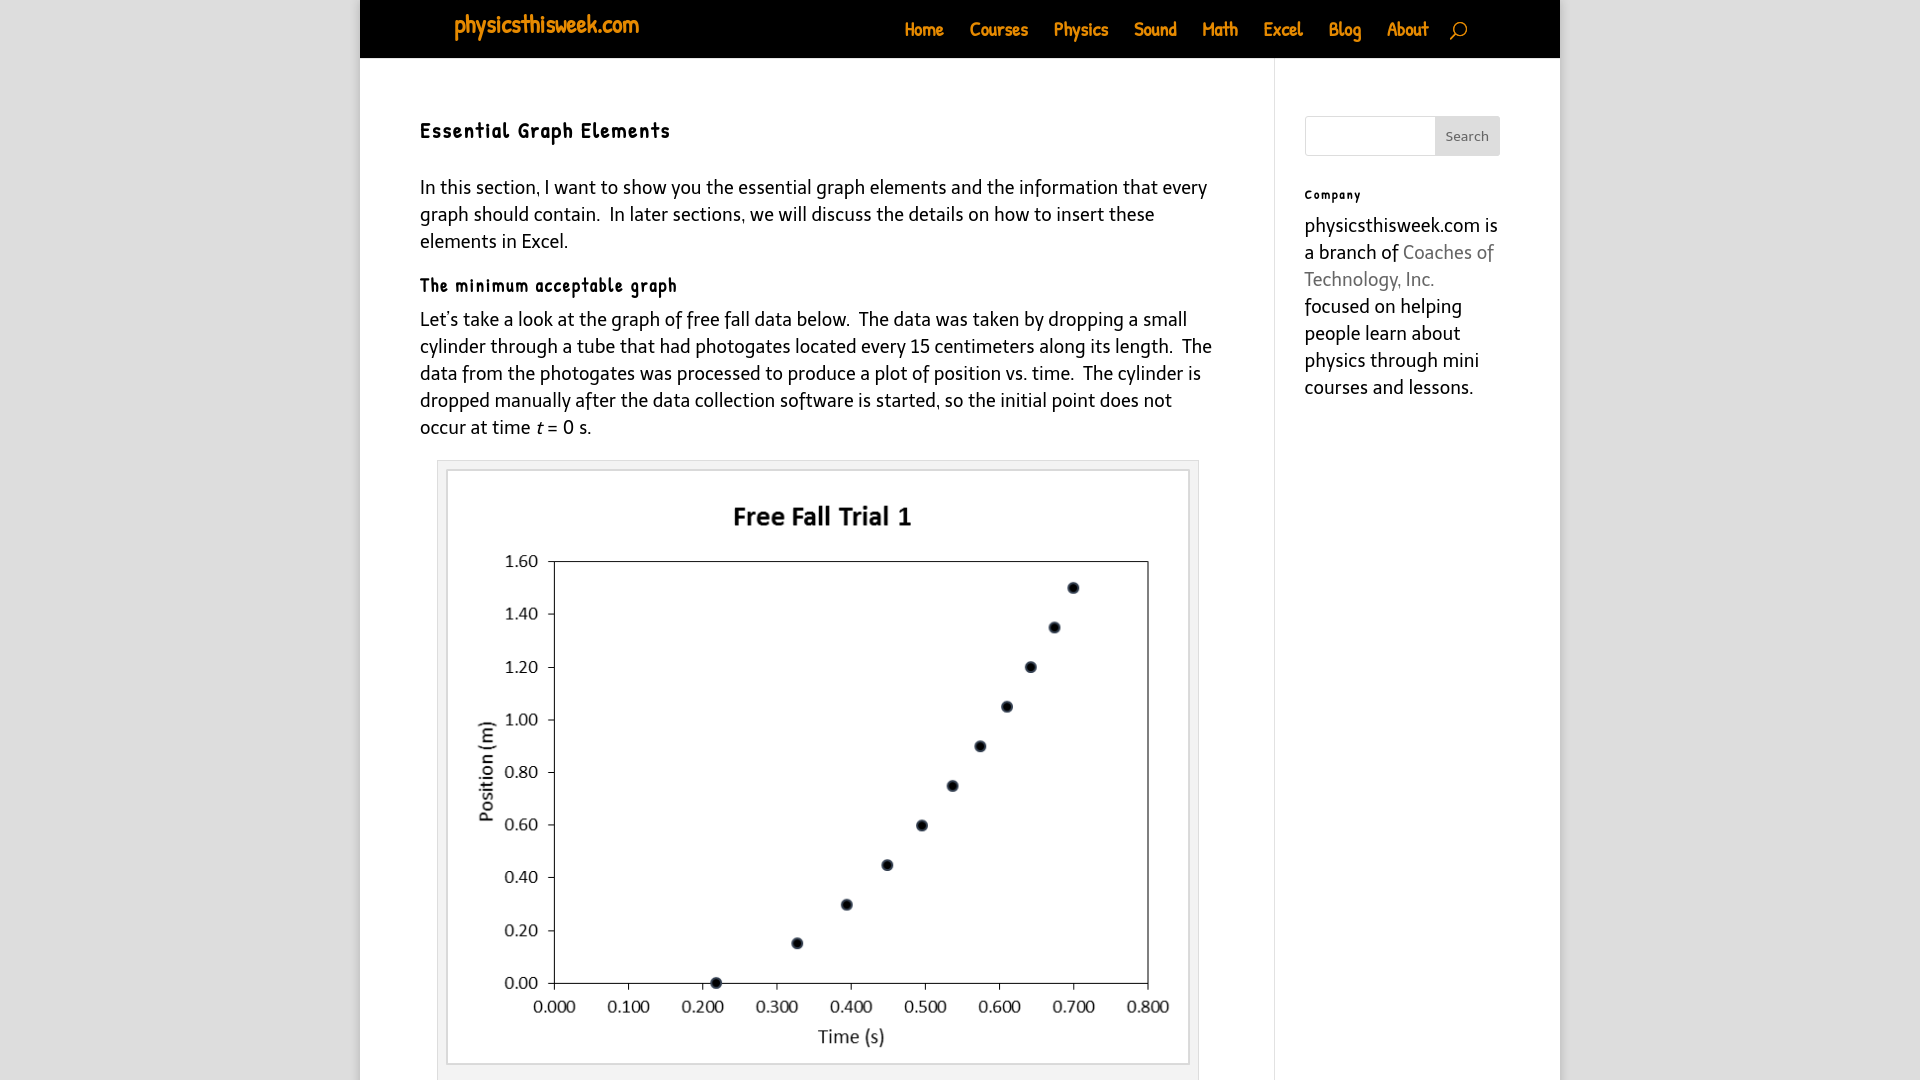 physicsthisweek.com
Home Courses Physics Sound Math Excel Blog About
Essential Graph Elements
In this section, I want to show you the essential graph elements and the information that every
graph should contain.  In later sections, we will discuss the details on how to insert these
elements in Excel.
The minimum acceptable graph
Let's take a look at the graph of free fall data below.  The data was taken by dropping a small
cylinder through a tube that had photogates located every 15 centimeters along its length.  The
data from the photogates was processed to produce a plot of position vs. time.  The cylinder is
dropped manually after the data collection software is started, so the initial point does not
occur at time t = 0 s.
Free Fall Trial 1
Position (m)
1.60
1.40
1.20
1.00
0.80
0.60
0.40
0.20
0.00
0.000 0.100 0.200 0.300 0.400 0.500 0.600 0.700 0.800
Time (s)
Search
Company
physicsthisweek.com is
a branch of Coaches of
Technology, Inc.
focused on helping
people learn about
physics through mini
courses and lessons.